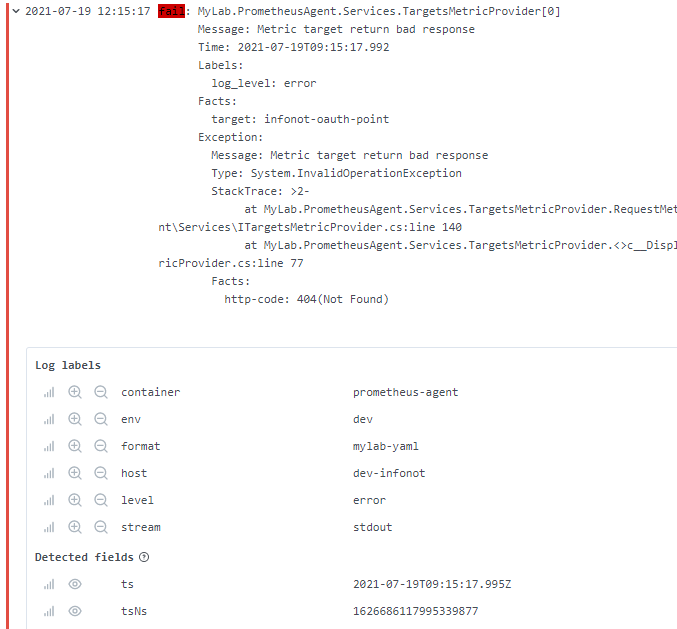 2021-07-19 12:15:17 fail: MyLab.PrometheusAgent.Services.TargetsMetricProvider[0]
Message: Metric target return bad response
Time: 2021-07-19T09:15:17.992
Labels:
log_level: error
Facts:
target: infonot-oauth-point
Exception:
Message: Metric target return bad response
Type: System.InvalidOperationException
StackTrace: >2-
at MyLab.PrometheusAgent.Services.TargetsMetricProvider.RequestMet
nt\Services\ITargetsMetricProvider.cs:line 140
at MyLab.PrometheusAgent.Services.TargetsMetricProvider.<>c__Displ
ricProvider.cs:line 77
Facts:
http-code: 404(Not Found)
Log labels
container prometheus-agent
env dev
format mylab-yaml
host dev-infonot
level error
stream stdout
Detected fields
ts 2021-07-19T09:15:17.995Z
tsNs 1626686117995339877